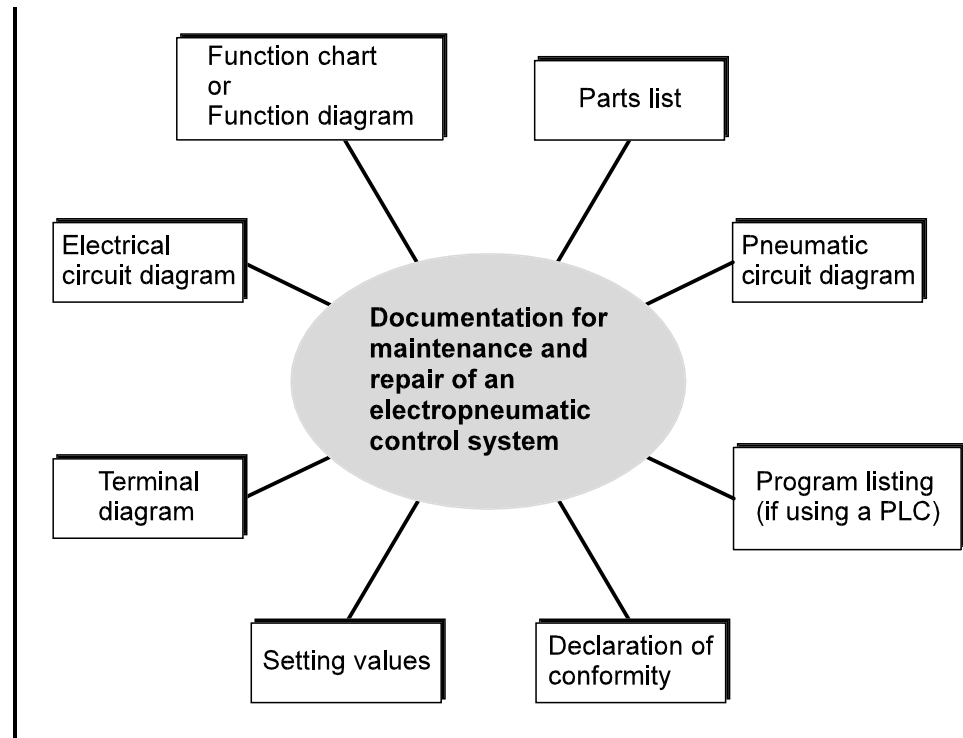 Function chart
or
Function diagram
Parts list
Electrical
circuit diagram
Pneumatic
circuit diagram
Documentation for
maintenance and
repair of an
electropneumatic
control system
Terminal
diagram
Program listing
(if using a PLC)
Setting values
Declaration of
conformity